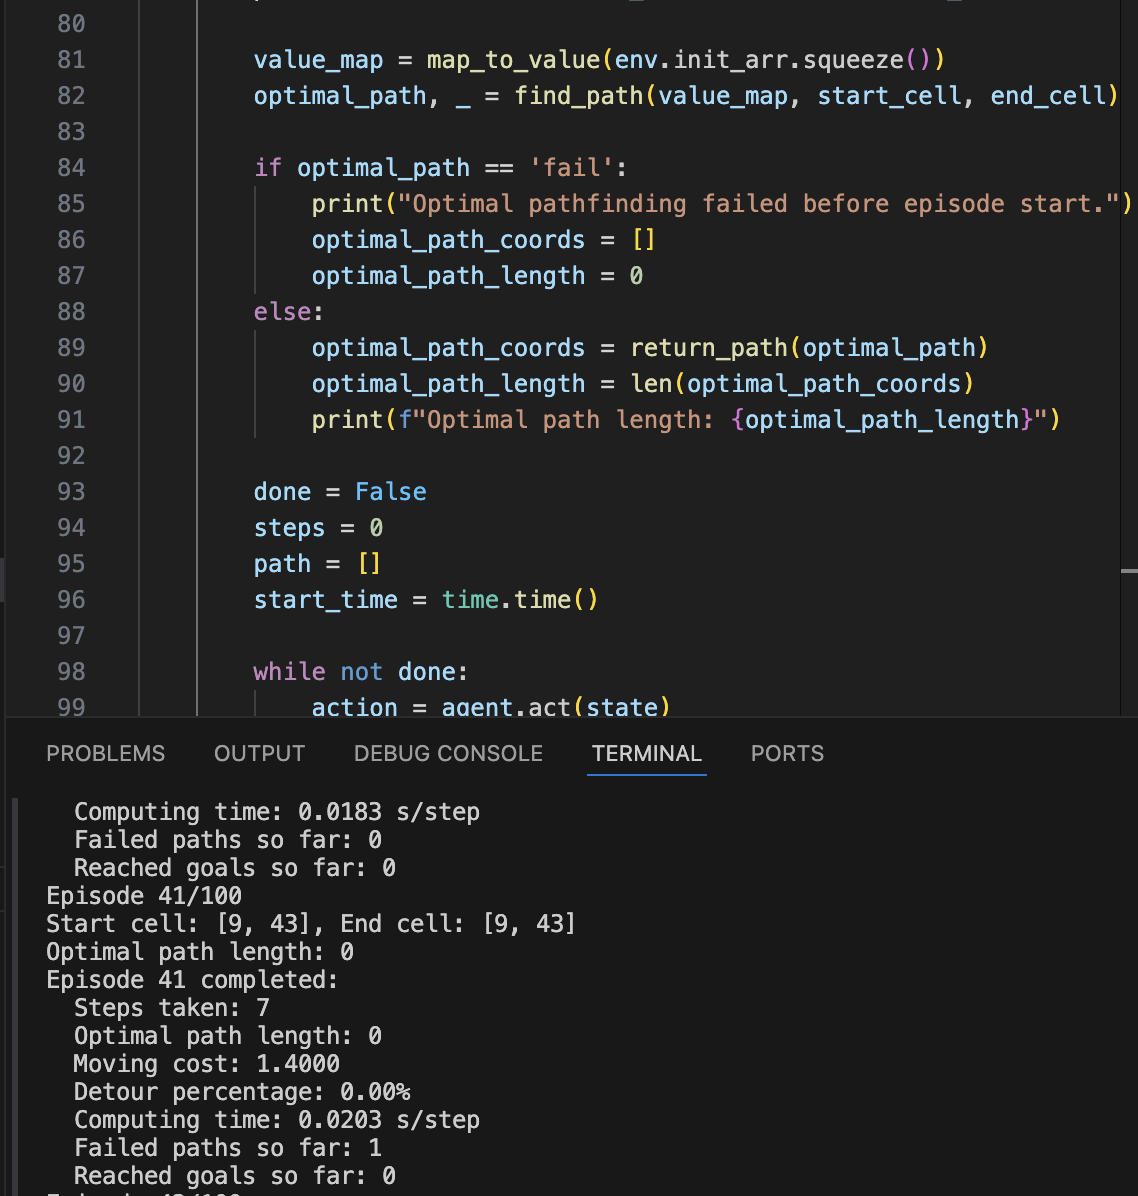 80
81 value_map = map_to_value(env.init_arr.squeeze())
82 optimal_path, _ = find_path(value_map, start_cell, end_cell)
83
84 if optimal_path == 'fail':
85 print("Optimal pathfinding failed before episode start.")
86 optimal_path_coords = []
87 optimal_path_length = 0
88 else:
89 optimal_path_coords = return_path(optimal_path)
90 optimal_path_length = len(optimal_path_coords)
91 print(f"Optimal path length: {optimal_path_length}")
92
93 done = False
94 steps = 0
95 path = []
96 start_time = time.time()
97
98 while not done:
99 action = agent.act(state)
PROBLEMS OUTPUT DEBUG CONSOLE TERMINAL PORTS
Computing time: 0.0183 s/step
Failed paths so far: 0
Reached goals so far: 0
Episode 41/100
Start cell: [9, 43], End cell: [9, 43]
Optimal path length: 0
Episode 41 completed:
Steps taken: 7
Optimal path length: 0
Moving cost: 1.4000
Detour percentage: 0.00%
Computing time: 0.0203 s/step
Failed paths so far: 1
Reached goals so far: 0